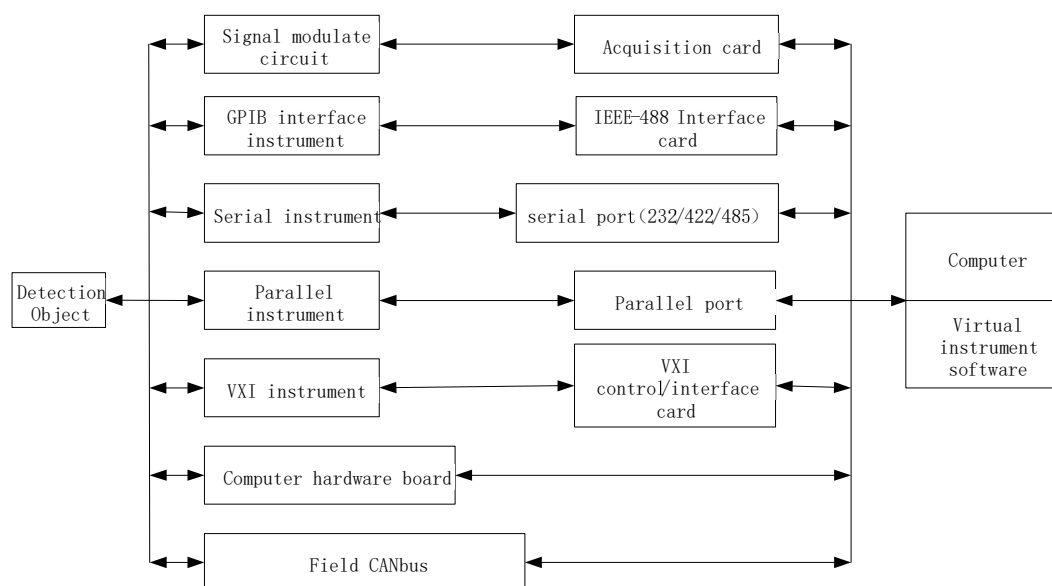 Signal modulate
circuit
Acquisition card
GPIB interface
instrument
IEEE-488 Interface
card
Serial instrument
serial port(232/422/485)
Detection
Object
Parallel
instrument
Parallel port
Computer
Virtual
instrument
software
VXI instrument
VXI
control/interface
card
Computer hardware board
Field CANbus